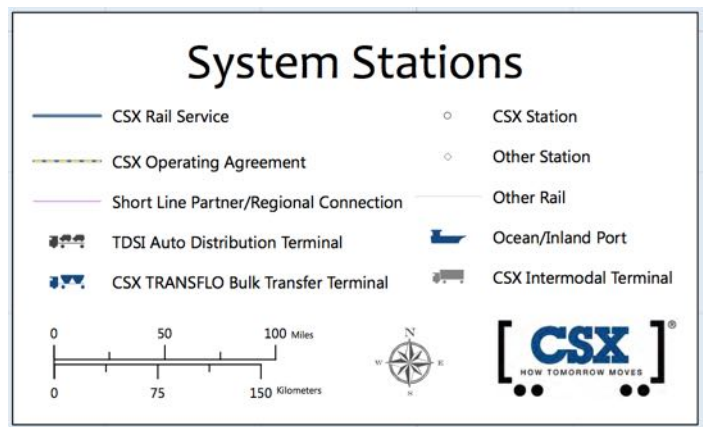 System Stations
CSX Rail Service
CSX Station
CSX Operating Agreement
Other Station
Short Line Partner/Regional Connection
Other Rail
TDSI Auto Distribution Terminal
Ocean/Inland Port
CSX TRANSFLO Bulk Transfer Terminal
CSX Intermodal Terminal
0 50 100 Miles
0 75 150 Kilometers
N
W E
S
[CSX]®
HOW TOMORROW MOVES